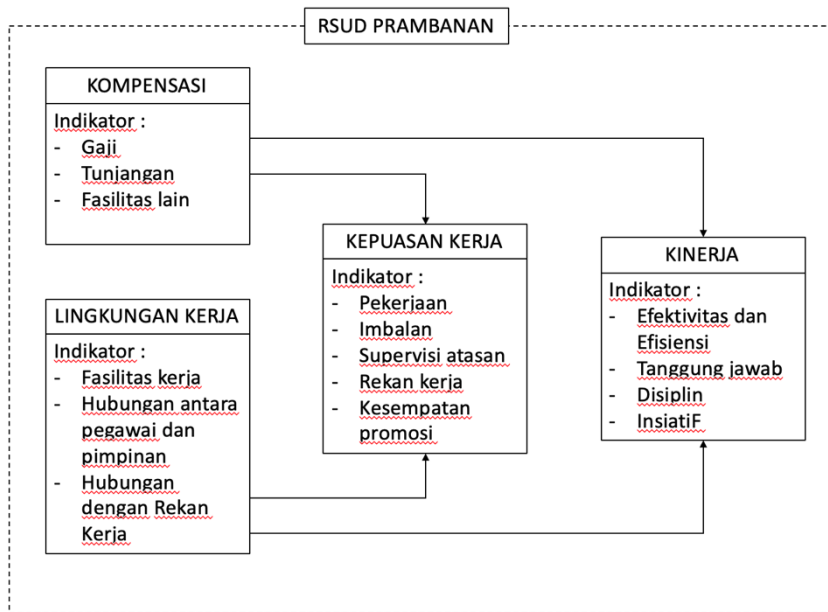 RSUD PRAMBANAN
KOMPENSASI
Indikator :
- Gaji
- Tunjangan
- Fasilitas lain
LINGKUNGAN KERJA
Indikator :
- Fasilitas kerja
- Hubungan antara
pegawai dan
pimpinan
- Hubungan
dengan Rekan
Kerja
KEPUASAN KERJA
Indikator :
- Pekerjaan
- Imbalan
- Supervisi atasan
- Rekan kerja
- Kesempatan
promosi
KINERJA
Indikator :
- Efektivitas dan
Efisiensi
- Tanggung jawab
- Disiplin
- InsiatiF